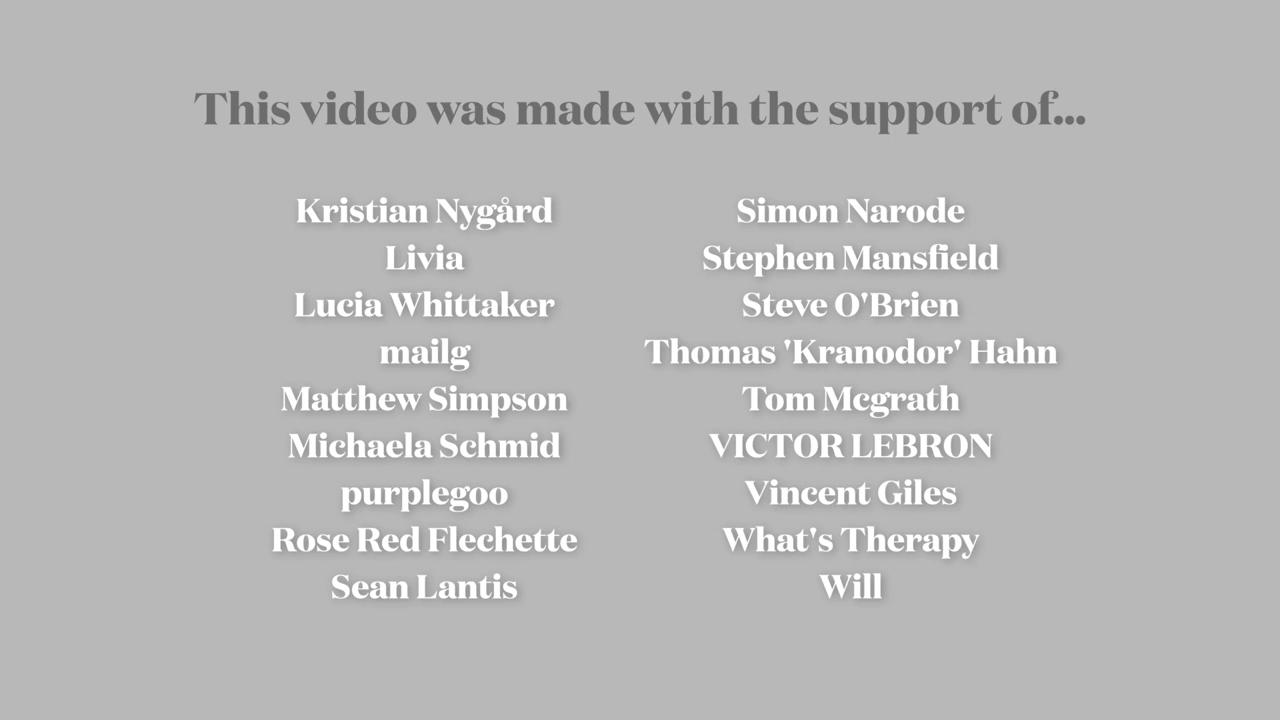 This video was made with the support of...
Kristian Nygård
Livia
Lucia Whittaker
mailg
Matthew Simpson
Michaela Schmid
purplegoo
Rose Red Flechette
Sean Lantis
Simon Narode
Stephen Mansfield
Steve O'Brien
Thomas 'Kranodor' Hahn
Tom Mcgrath
VICTOR LEBRON
Vincent Giles
What's Therapy
Will